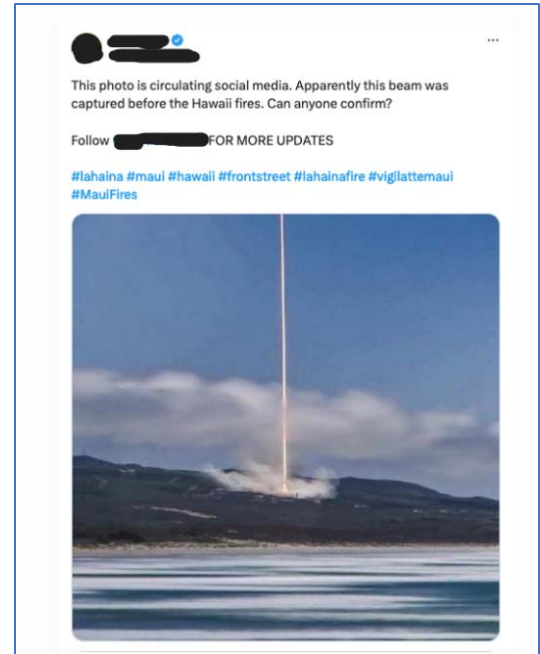 This photo is circulating social media. Apparently this beam was
captured before the Hawaii fires. Can anyone confirm?
Follow FOR MORE UPDATES
#lahaina #maui #hawaii #frontstreet #lahainafire #vigilattemaui
#MauiFires